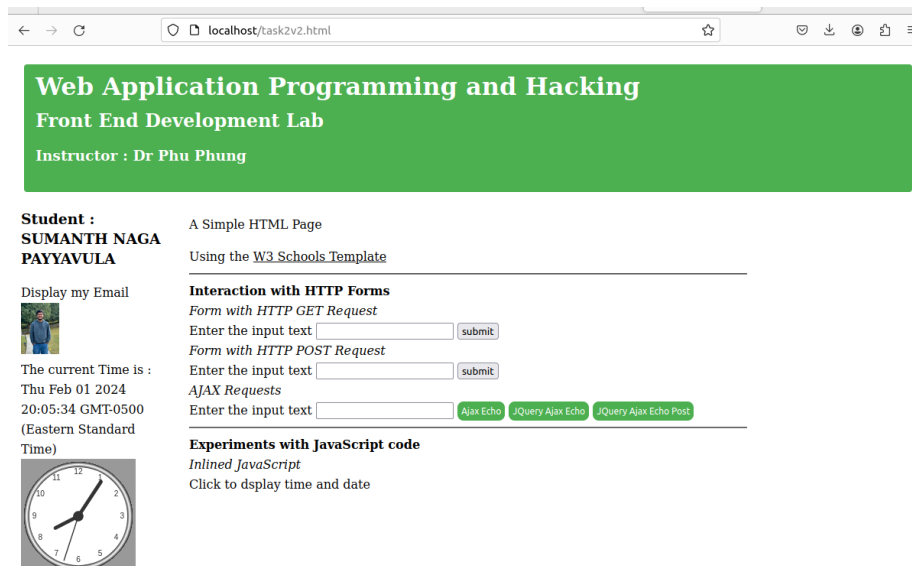 localhost/task2v2.html
Web Application Programming and Hacking
Front End Development Lab
Instructor : Dr Phu Phung
Student :
SUMANTH NAGA
PAYYAVULA
Display my Email
The current Time is :
Thu Feb 01 2024
20:05:34 GMT-0500
(Eastern Standard
Time)
12
1
2
3
4
5
6
7
8
9
10
11
A Simple HTML Page
Using the W3 Schools Template
Interaction with HTTP Forms
Form with HTTP GET Request
Enter the input text submit
Form with HTTP POST Request
Enter the input text submit
AJAX Requests
Enter the input text Ajax Echo JQuery Ajax Echo JQuery Ajax Echo Post
Experiments with JavaScript code
Inlined JavaScript
Click to dsplay time and date